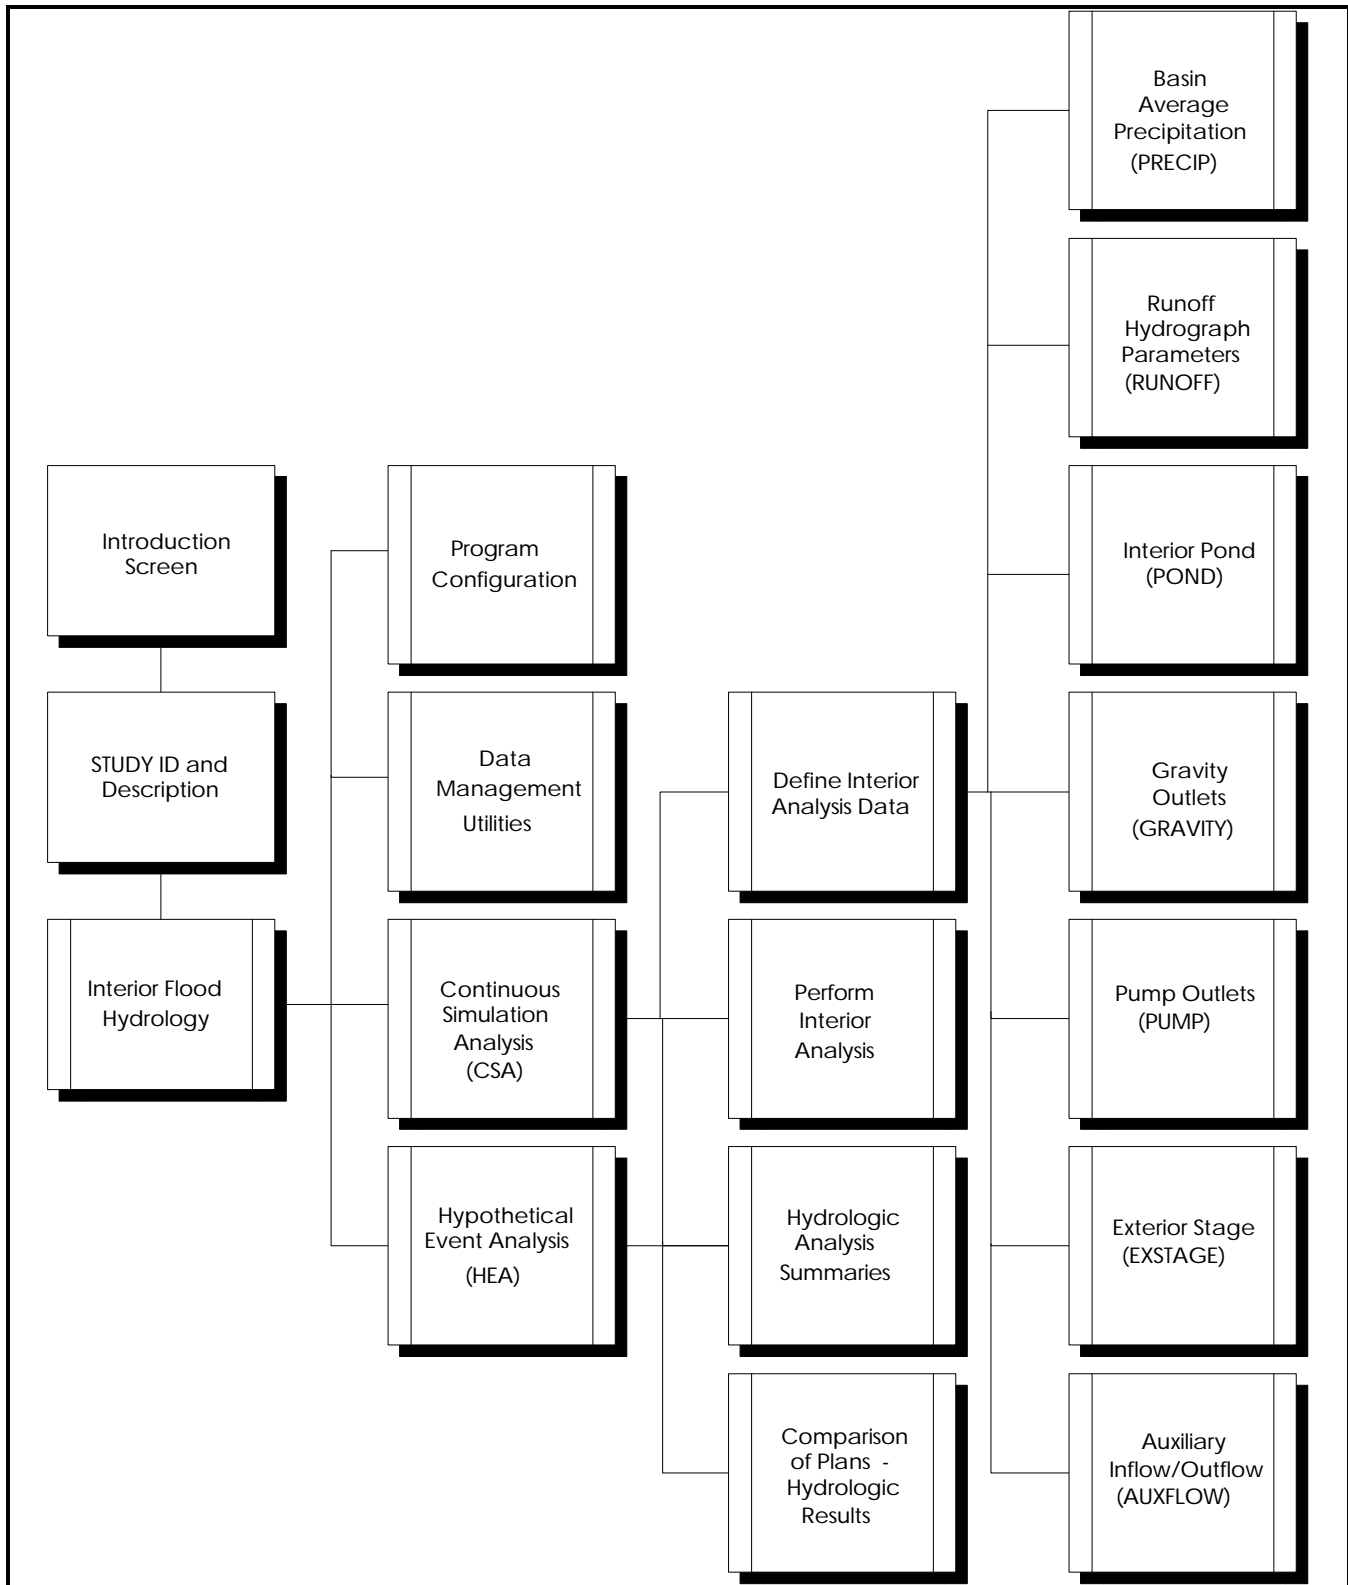 Introduction
Screen
STUDY ID and
Description
Interior Flood
Hydrology
Program
Configuration
Data
Management
Utilities
Continuous
Simulation
Analysis
(CSA)
Hypothetical
Event Analysis
(HEA)
Define Interior
Analysis Data
Perform
Interior
Analysis
Hydrologic
Analysis
Summaries
Comparison
of Plans -
Hydrologic
Results
Basin
Average
Precipitation
(PRECIP)
Runoff
Hydrograph
Parameters
(RUNOFF)
Interior Pond
(POND)
Gravity
Outlets
(GRAVITY)
Pump Outlets
(PUMP)
Exterior Stage
(EXSTAGE)
Auxiliary
Inflow/Outflow
(AUXFLOW)